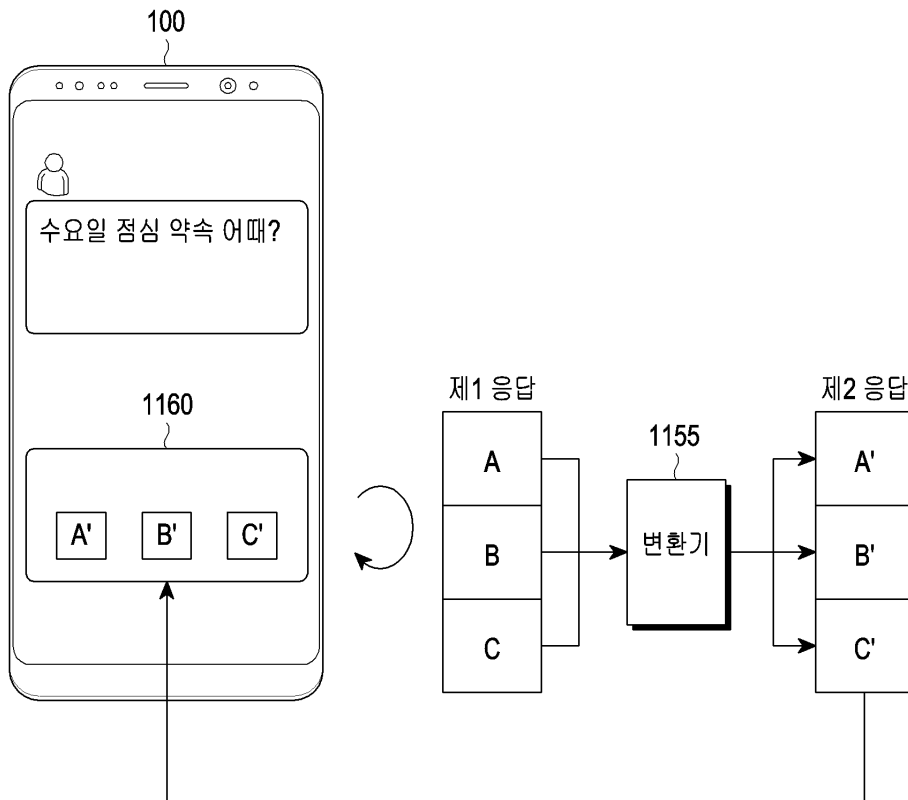 100
수요일 점심 약속 어때?
1160
A'
B'
C'
제1 응답
A
B
C
1155
변환기
제2 응답
A'
B'
C'